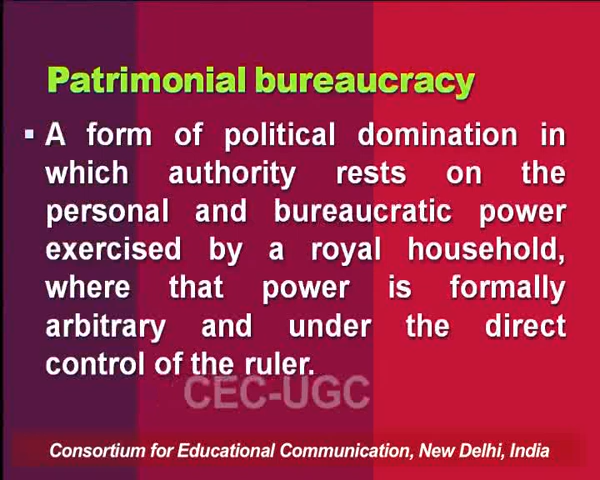 Patrimonial bureaucracy
▪ A form of political domination in
which authority rests on the
personal and bureaucratic power
exercised by a royal household,
where that power is formally
arbitrary and under the direct
control of the ruler.
CEC-UGC
Consortium for Educational Communication, New Delhi, India